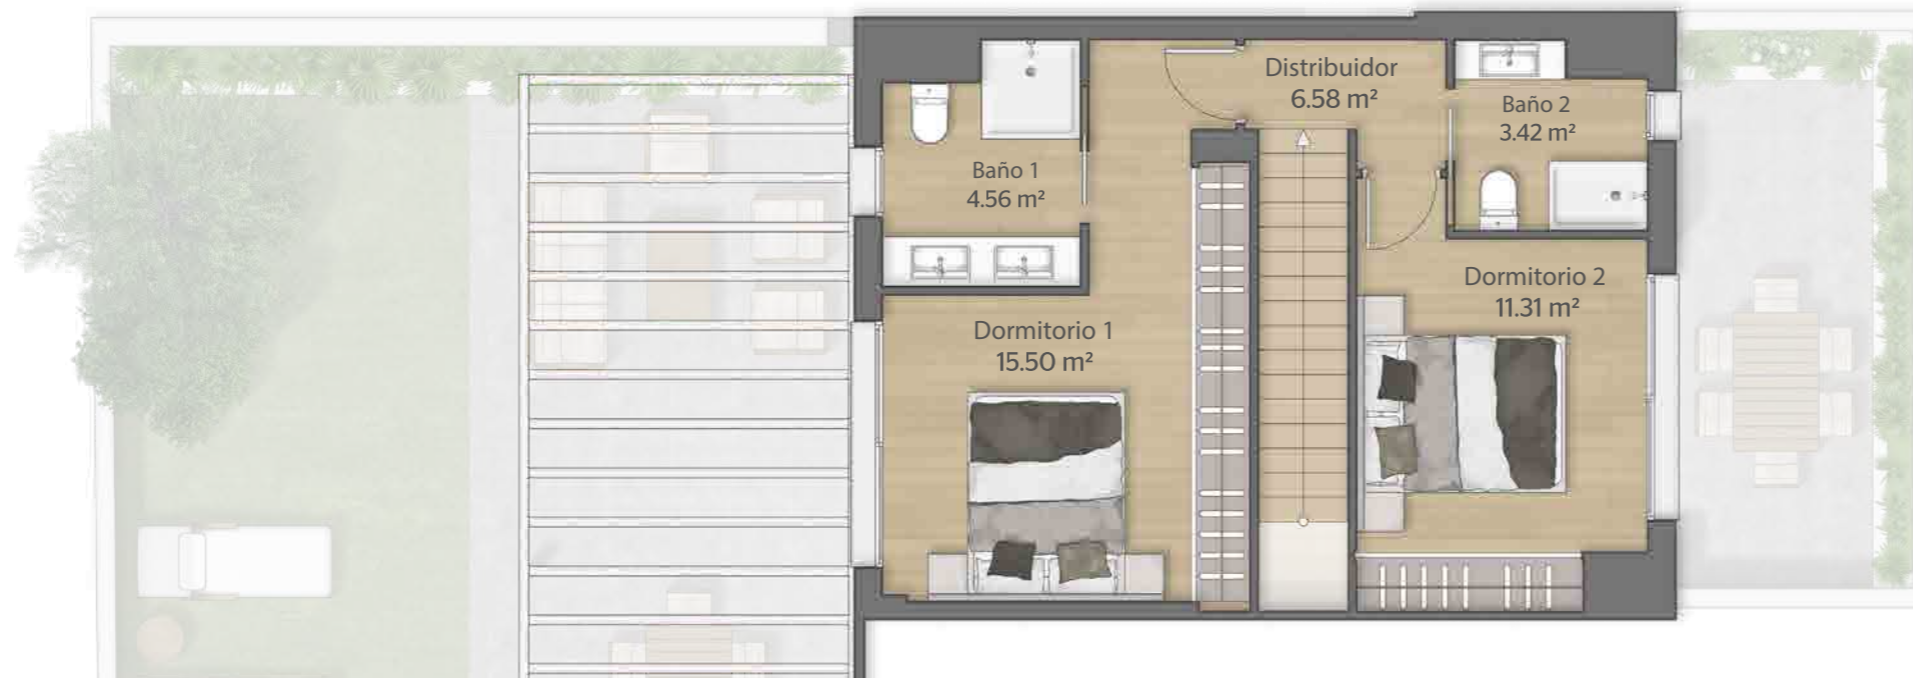 Distribuidor
6.58 m²
Baño 2
3.42 m²
Baño 1
4.56 m²
Dormitorio 2
11.31 m²
Dormitorio 1
15.50 m²